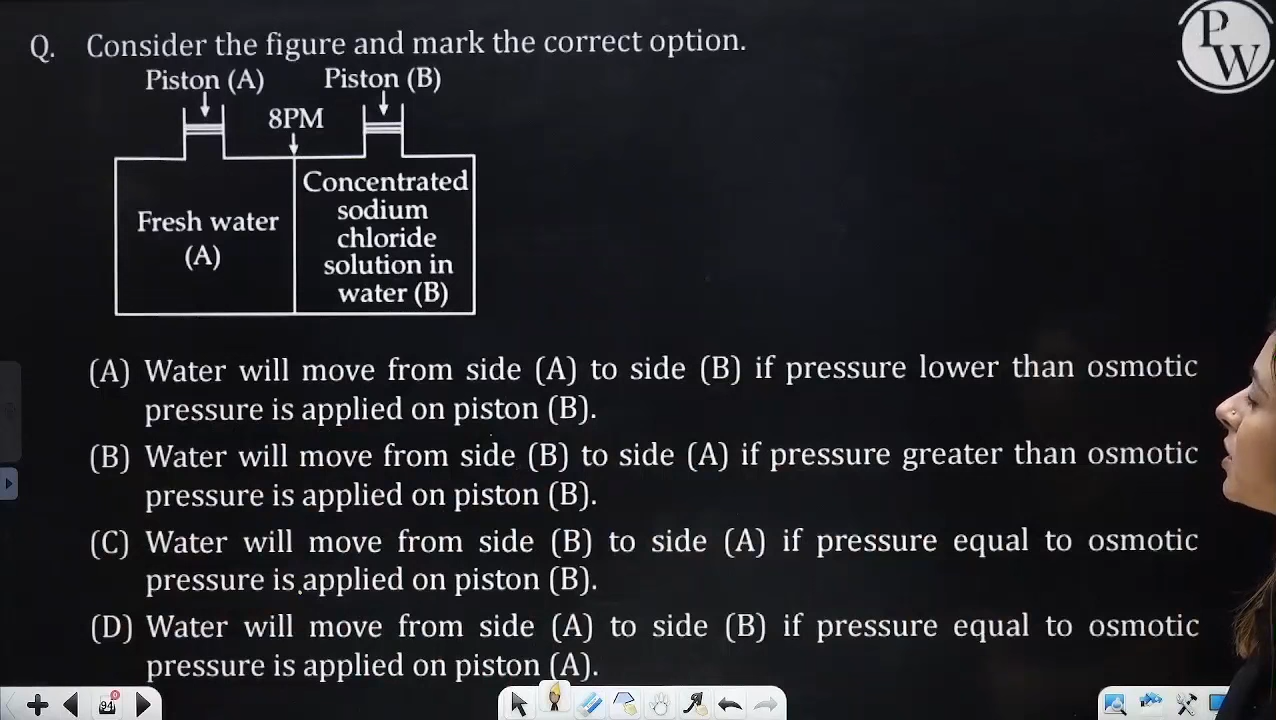 Q. Consider the figure and mark the correct option.
Piston (A) Piston (B)
8PM
Fresh water
(A)
Concentrated
sodium
chloride
solution in
water (B)
(A) Water will move from side (A) to side (B) if pressure lower than osmotic
pressure is applied on piston (B).
(B) Water will move from side (B) to side (A) if pressure greater than osmotic
pressure is applied on piston (B).
(C) Water will move from side (B) to side (A) if pressure equal to osmotic
pressure is applied on piston (B).
(D) Water will move from side (A) to side (B) if pressure equal to osmotic
pressure is applied on piston (A).
PW
94
0